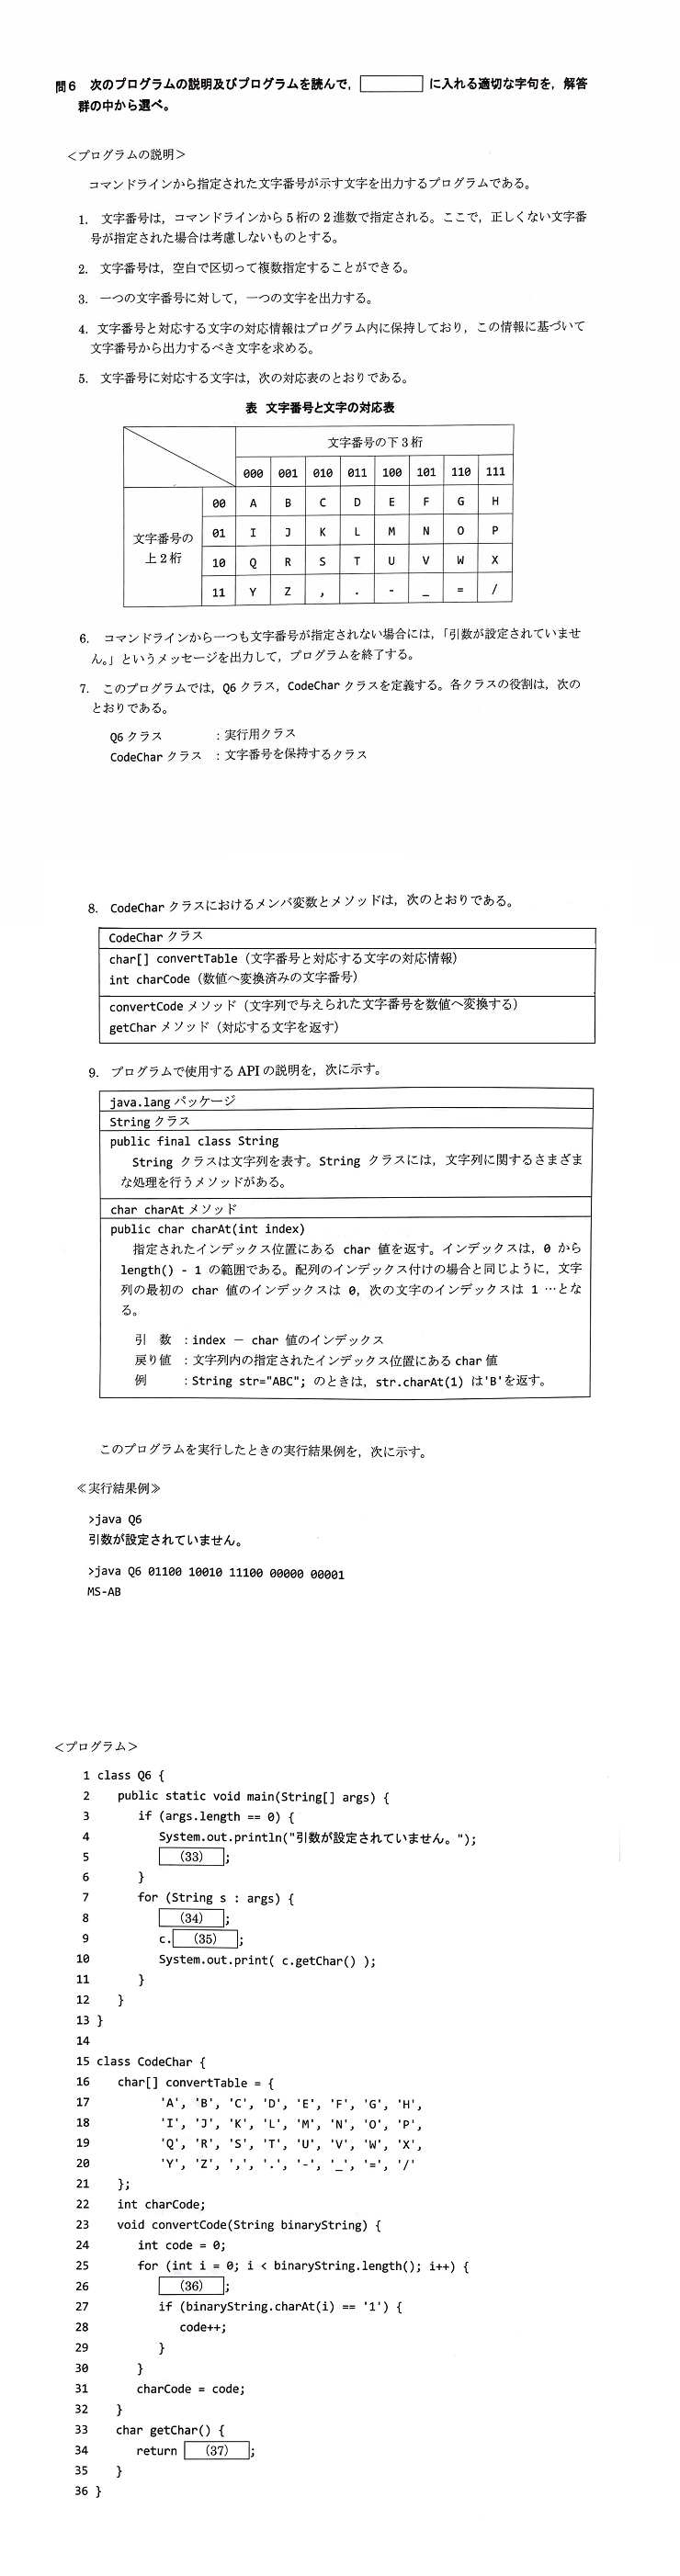 問6 次のプログラムの説明及びプログラムを読んで, に入れる適切な字句を, 解答
群の中から選べ。
＜プログラムの説明＞
コマンドラインから指定された文字番号が示す文字を出力するプログラムである。
1. 文字番号は, コマンドラインから5桁の2進数で指定される。ここで, 正しくない文字番
号が指定された場合は考慮しないものとする。
2. 文字番号は, 空白で区切って複数指定することができる。
3. 一つの文字番号に対して, 一つの文字を出力する。
4. 文字番号と対応する文字の対応情報はプログラム内に保持しており, この情報に基づいて
文字番号から出力するべき文字を求める。
5. 文字番号に対応する文字は, 次の対応表のとおりである。
表 文字番号と文字の対応表
文字番号の下3桁
000 001 010 011 100 101 110 111
文字番号の
上2桁
00 A B C D E F G H
01 I J K L M N O P
10 Q R S T U V W X
11 Y Z , . - _ = /
6. コマンドラインから一つも文字番号が指定されない場合には,「引数が設定されていませ
ん。」というメッセージを出力して, プログラムを終了する。
7. このプログラムでは, Q6 クラス, CodeChar クラスを定義する。各クラスの役割は, 次の
とおりである。
Q6 クラス : 実行用クラス
CodeChar クラス : 文字番号を保持するクラス
8. CodeChar クラスにおけるメンバ変数とメソッドは, 次のとおりである。
CodeChar クラス
char[] convertTable（文字番号と対応する文字の対応情報）
int charCode（数値へ変換済みの文字番号）
convertCode メソッド（文字列で与えられた文字番号を数値へ変換する）
getChar メソッド（対応する文字を返す）
9. プログラムで使用する API の説明を, 次に示す。
java.lang パッケージ
String クラス
public final class String
String クラスは文字列を表す。String クラスには, 文字列に関するさまざま
な処理を行うメソッドがある。
char charAt メソッド
public char charAt(int index)
指定されたインデックス位置にある char 値を返す。インデックスは, 0 から
length() - 1 の範囲である。配列のインデックス付けの場合と同じように, 文字
列の最初の char 値のインデックスは 0, 次の文字のインデックスは 1 …とな
る。
引 数 : index － char 値のインデックス
戻り値 : 文字列内の指定されたインデックス位置にある char 値
例 : String str="ABC"; のときは, str.charAt(1) は'B'を返す。
このプログラムを実行したときの実行結果例を, 次に示す。
≪実行結果例≫
>java Q6
引数が設定されていません。
>java Q6 01100 10010 11100 00000 00001
MS-AB
＜プログラム＞
1 class Q6 {
2 public static void main(String[] args) {
3 if (args.length == 0) {
4 System.out.println("引数が設定されていません。");
5 (33) ;
6 }
7 for (String s : args) {
8 (34) ;
9 c. (35) ;
10 System.out.print( c.getChar() );
11 }
12 }
13 }
14
15 class CodeChar {
16 char[] convertTable = {
17 'A', 'B', 'C', 'D', 'E', 'F', 'G', 'H',
18 'I', 'J', 'K', 'L', 'M', 'N', 'O', 'P',
19 'Q', 'R', 'S', 'T', 'U', 'V', 'W', 'X',
20 'Y', 'Z', ',', '.', '-', '_', '=', '/'
21 };
22 int charCode;
23 void convertCode(String binaryString) {
24 int code = 0;
25 for (int i = 0; i < binaryString.length(); i++) {
26 (36) ;
27 if (binaryString.charAt(i) == '1') {
28 code++;
29 }
30 }
31 charCode = code;
32 }
33 char getChar() {
34 return (37) ;
35 }
36 }